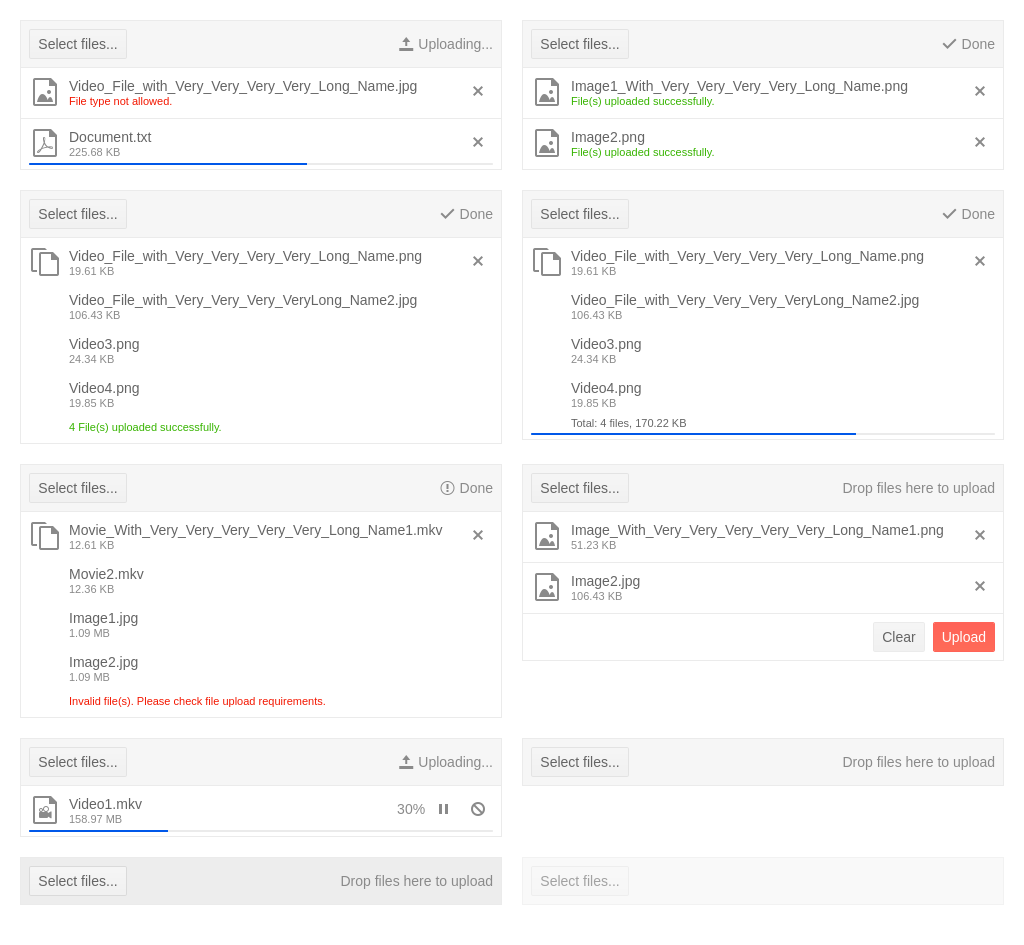 Select files...
Uploading...
Video_File_with_Very_Very_Very_Very_Long_Name.jpg
File type not allowed.
Document.txt
225.68 KB
Select files...
Done
Image1_With_Very_Very_Very_Very_Long_Name.png
File(s) uploaded successfully.
Image2.png
File(s) uploaded successfully.
Select files...
Done
Video_File_with_Very_Very_Very_Very_Long_Name.png
19.61 KB
Video_File_with_Very_Very_Very_VeryLong_Name2.jpg
106.43 KB
Video3.png
24.34 KB
Video4.png
19.85 KB
4 File(s) uploaded successfully.
Select files...
Done
Video_File_with_Very_Very_Very_Very_Long_Name.png
19.61 KB
Video_File_with_Very_Very_Very_VeryLong_Name2.jpg
106.43 KB
Video3.png
24.34 KB
Video4.png
19.85 KB
Total: 4 files, 170.22 KB
Select files...
Done
Movie_With_Very_Very_Very_Very_Very_Long_Name1.mkv
12.61 KB
Movie2.mkv
12.36 KB
Image1.jpg
1.09 MB
Image2.jpg
1.09 MB
Invalid file(s). Please check file upload requirements.
Select files...
Drop files here to upload
Image_With_Very_Very_Very_Very_Very_Long_Name1.png
51.23 KB
Image2.jpg
106.43 KB
Clear
Upload
Select files...
Uploading...
Video1.mkv
158.97 MB
30%
Select files...
Drop files here to upload
Select files...
Drop files here to upload
Select files...